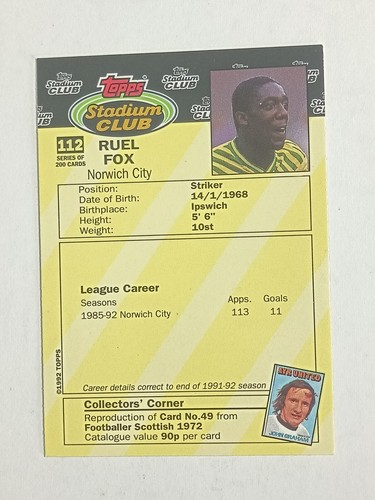 Topps
Stadium
CLUB
Topps
Stadium
CLUB
112
SERIES OF
200 CARDS
RUEL
FOX
Norwich City
Position: Striker
Date of Birth: 14/1/1968
Birthplace: Ipswich
Height: 5' 6"
Weight: 10st
League Career
Seasons Apps. Goals
1985-92 Norwich City 113 11
©1992 TOPPS
Career details correct to end of 1991-92 season
Collectors' Corner
Reproduction of Card No.49 from
Footballer Scottish 1972
Catalogue value 90p per card
AYR UNITED
JOHN GRAHAM